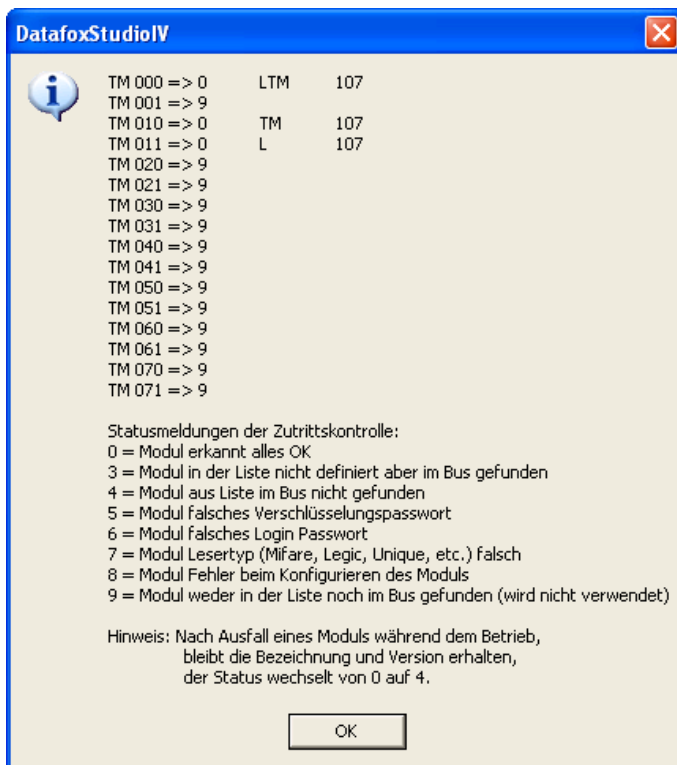 DatafoxStudioIV
TM 000 => 0 LTM 107
TM 001 => 9
TM 010 => 0 TM 107
TM 011 => 0 L 107
TM 020 => 9
TM 021 => 9
TM 030 => 9
TM 031 => 9
TM 040 => 9
TM 041 => 9
TM 050 => 9
TM 051 => 9
TM 060 => 9
TM 061 => 9
TM 070 => 9
TM 071 => 9
Statusmeldungen der Zutrittskontrolle:
0 = Modul erkannt alles OK
3 = Modul in der Liste nicht definiert aber im Bus gefunden
4 = Modul aus Liste im Bus nicht gefunden
5 = Modul falsches Verschlüsselungspasswort
6 = Modul falsches Login Passwort
7 = Modul Lesertyp (Mifare, Legic, Unique, etc.) falsch
8 = Modul Fehler beim Konfigurieren des Moduls
9 = Modul weder in der Liste noch im Bus gefunden (wird nicht verwendet)
Hinweis: Nach Ausfall eines Moduls während dem Betrieb,
bleibt die Bezeichnung und Version erhalten,
der Status wechselt von 0 auf 4.
OK